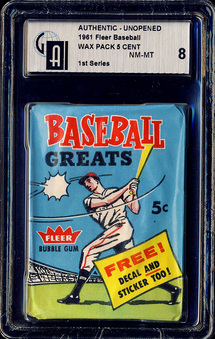 GAI
AUTHENTIC - UNOPENED
1961 Fleer Baseball
WAX PACK 5 CENT
NM-MT
8
1st Series
BASEBALL
GREATS
5¢
FLEER
BUBBLE GUM
FREE!
DECAL AND
STICKER TOO!